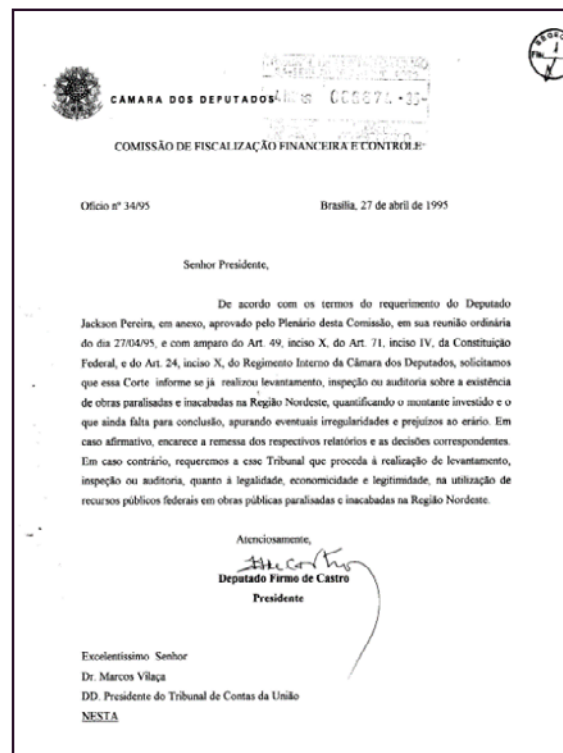 CÂMARA DOS DEPUTADOS
COMISSÃO DE FISCALIZAÇÃO FINANCEIRA E CONTROLE
Ofício nº 34/95 Brasília, 27 de abril de 1995
Senhor Presidente,
De acordo com os termos do requerimento do Deputado
Jackson Pereira, em anexo, aprovado pelo Plenário desta Comissão, em sua reunião ordinária
do dia 27/04/95, e com amparo do Art. 49, inciso X, do Art. 71, inciso IV, da Constituição
Federal, e do Art. 24, inciso X, do Regimento Interno da Câmara dos Deputados, solicitamos
que essa Corte informe se já realizou levantamento, inspeção ou auditoria sobre a existência
de obras paralisadas e inacabadas na Região Nordeste, quantificando o montante investido e o
que ainda falta para conclusão, apurando eventuais irregularidades e prejuízos ao erário. Em
caso afirmativo, encarece a remessa dos respectivos relatórios e as decisões correspondentes.
Em caso contrário, requeremos a esse Tribunal que proceda à realização de levantamento,
inspeção ou auditoria, quanto à legalidade, economicidade e legitimidade, na utilização de
recursos públicos federais em obras públicas paralisadas e inacabadas na Região Nordeste.
Atenciosamente,
Deputado Firmo de Castro
Presidente
Excelentíssimo Senhor
Dr. Marcos Vilaça
DD. Presidente do Tribunal de Contas da União
NESTA